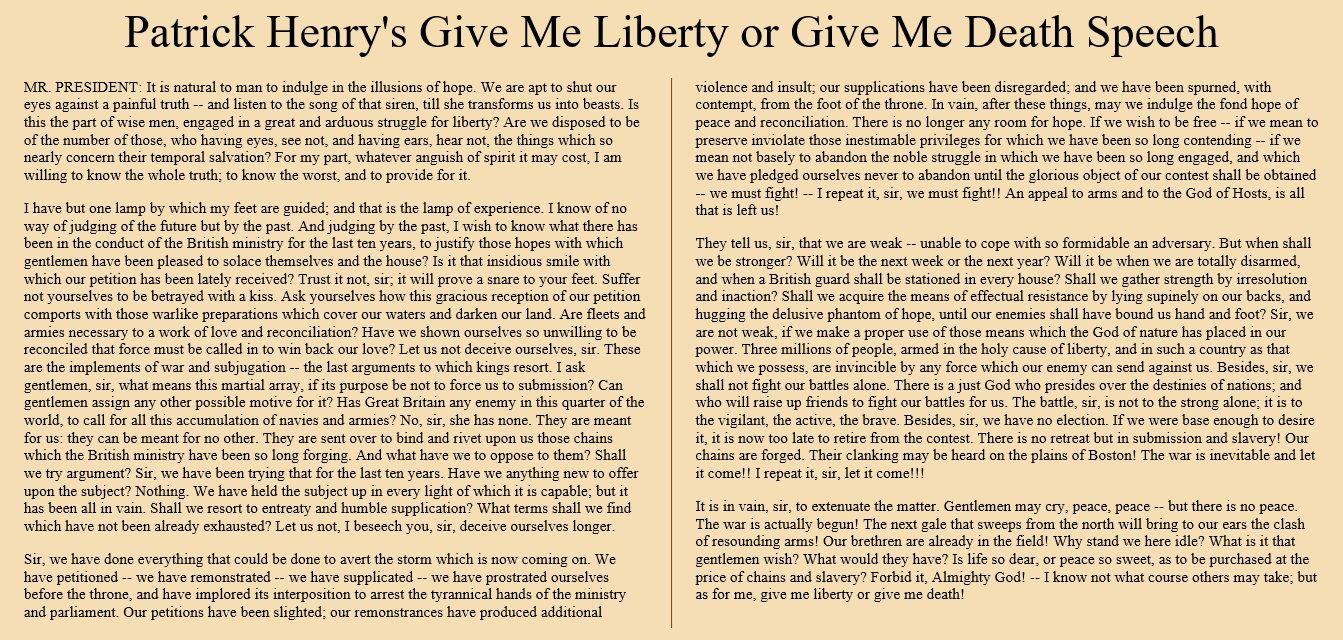 Patrick Henry's Give Me Liberty or Give Me Death Speech
MR. PRESIDENT: It is natural to man to indulge in the illusions of hope. We are apt to shut our
eyes against a painful truth -- and listen to the song of that siren, till she transforms us into beasts. Is
this the part of wise men, engaged in a great and arduous struggle for liberty? Are we disposed to be
of the number of those, who having eyes, see not, and having ears, hear not, the things which so
nearly concern their temporal salvation? For my part, whatever anguish of spirit it may cost, I am
willing to know the whole truth; to know the worst, and to provide for it.
I have but one lamp by which my feet are guided; and that is the lamp of experience. I know of no
way of judging of the future but by the past. And judging by the past, I wish to know what there has
been in the conduct of the British ministry for the last ten years, to justify those hopes with which
gentlemen have been pleased to solace themselves and the house? Is it that insidious smile with
which our petition has been lately received? Trust it not, sir; it will prove a snare to your feet. Suffer
not yourselves to be betrayed with a kiss. Ask yourselves how this gracious reception of our petition
comports with those warlike preparations which cover our waters and darken our land. Are fleets and
armies necessary to a work of love and reconciliation? Have we shown ourselves so unwilling to be
reconciled that force must be called in to win back our love? Let us not deceive ourselves, sir. These
are the implements of war and subjugation -- the last arguments to which kings resort. I ask
gentlemen, sir, what means this martial array, if its purpose be not to force us to submission? Can
gentlemen assign any other possible motive for it? Has Great Britain any enemy in this quarter of the
world, to call for all this accumulation of navies and armies? No, sir, she has none. They are meant
for us: they can be meant for no other. They are sent over to bind and rivet upon us those chains
which the British ministry have been so long forging. And what have we to oppose to them? Shall
we try argument? Sir, we have been trying that for the last ten years. Have we anything new to offer
upon the subject? Nothing. We have held the subject up in every light of which it is capable; but it
has been all in vain. Shall we resort to entreaty and humble supplication? What terms shall we find
which have not been already exhausted? Let us not, I beseech you, sir, deceive ourselves longer.
Sir, we have done everything that could be done to avert the storm which is now coming on. We
have petitioned -- we have remonstrated -- we have supplicated -- we have prostrated ourselves
before the throne, and have implored its interposition to arrest the tyrannical hands of the ministry
and parliament. Our petitions have been slighted; our remonstrances have produced additional
violence and insult; our supplications have been disregarded; and we have been spurned, with
contempt, from the foot of the throne. In vain, after these things, may we indulge the fond hope of
peace and reconciliation. There is no longer any room for hope. If we wish to be free -- if we mean to
preserve inviolate those inestimable privileges for which we have been so long contending -- if we
mean not basely to abandon the noble struggle in which we have been so long engaged, and which
we have pledged ourselves never to abandon until the glorious object of our contest shall be obtained
-- we must fight! -- I repeat it, sir, we must fight!! An appeal to arms and to the God of Hosts, is all
that is left us!
They tell us, sir, that we are weak -- unable to cope with so formidable an adversary. But when shall
we be stronger? Will it be the next week or the next year? Will it be when we are totally disarmed,
and when a British guard shall be stationed in every house? Shall we gather strength by irresolution
and inaction? Shall we acquire the means of effectual resistance by lying supinely on our backs, and
hugging the delusive phantom of hope, until our enemies shall have bound us hand and foot? Sir, we
are not weak, if we make a proper use of those means which the God of nature has placed in our
power. Three millions of people, armed in the holy cause of liberty, and in such a country as that
which we possess, are invincible by any force which our enemy can send against us. Besides, sir, we
shall not fight our battles alone. There is a just God who presides over the destinies of nations; and
who will raise up friends to fight our battles for us. The battle, sir, is not to the strong alone; it is to
the vigilant, the active, the brave. Besides, sir, we have no election. If we were base enough to desire
it, it is now too late to retire from the contest. There is no retreat but in submission and slavery! Our
chains are forged. Their clanking may be heard on the plains of Boston! The war is inevitable and let
it come!! I repeat it, sir, let it come!!!
It is in vain, sir, to extenuate the matter. Gentlemen may cry, peace, peace -- but there is no peace.
The war is actually begun! The next gale that sweeps from the north will bring to our ears the clash
of resounding arms! Our brethren are already in the field! Why stand we here idle? What is it that
gentlemen wish? What would they have? Is life so dear, or peace so sweet, as to be purchased at the
price of chains and slavery? Forbid it, Almighty God! -- I know not what course others may take; but
as for me, give me liberty or give me death!